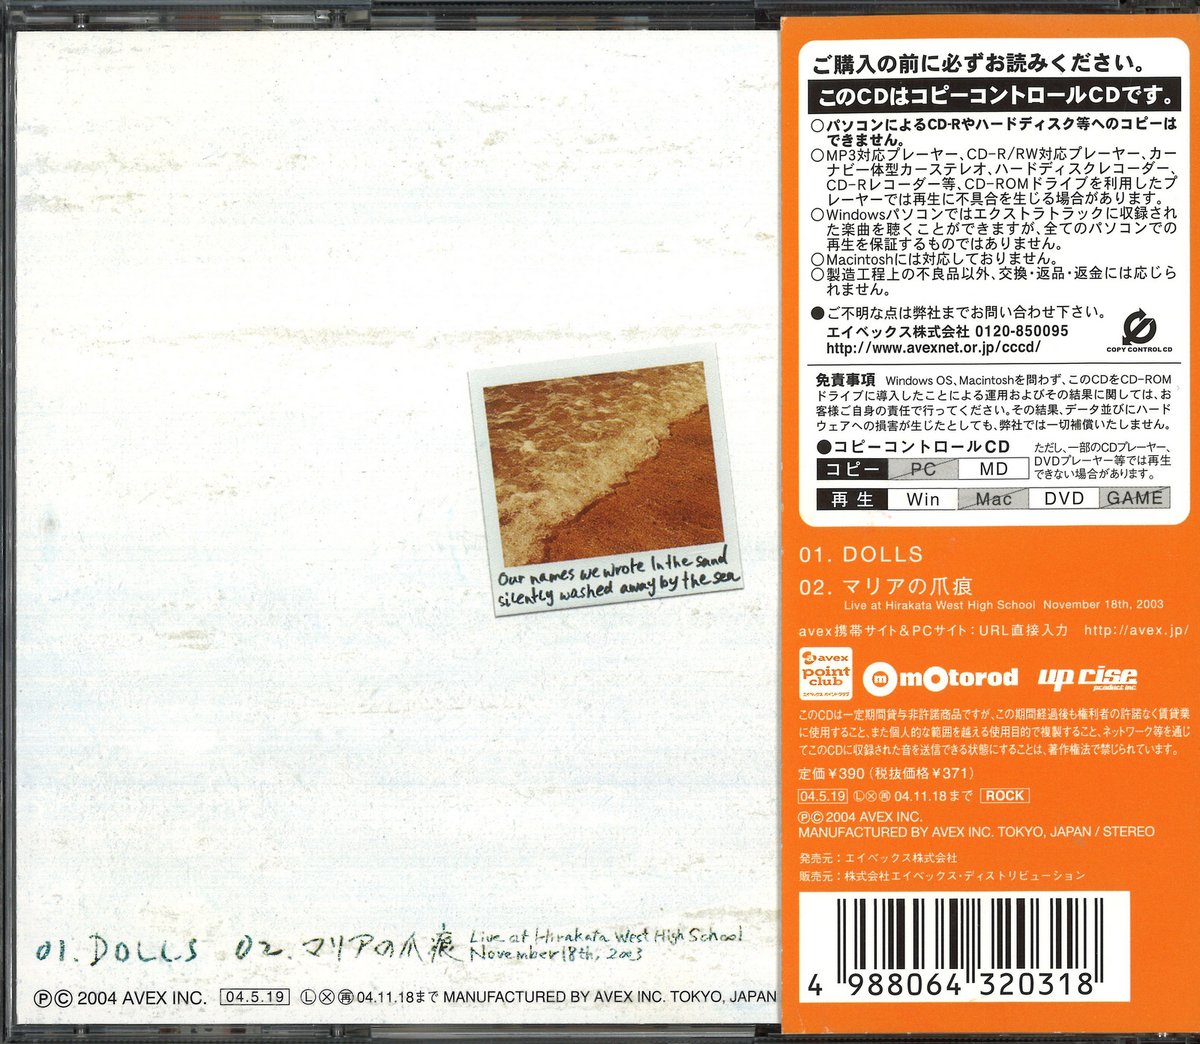 Our names we wrote In the sand
silently washed away by the sea
01. DOLLS 02. マリアの爪痕 Live at Hirakata West High School
November 18th, 2003
ⓅⒸ 2004 AVEX INC. 04.5.19 Ⓛ Ⓧ 再 04.11.18まで MANUFACTURED BY AVEX INC. TOKYO, JAPAN
ご購入の前に必ずお読みください。
このCDはコピーコントロールCDです。
○パソコンによるCD-Rやハードディスク等へのコピーは
できません。
○MP3対応プレーヤー、CD-R/RW対応プレーヤー、カー
ナビ一体型カーステレオ、ハードディスクレコーダー、
CD-Rレコーダー等、CD-ROMドライブを利用したプ
レーヤーでは再生に不具合を生じる場合があります。
○Windowsパソコンではエクストラトラックに収録され
た楽曲を聴くことができますが、全てのパソコンでの
再生を保証するものではありません。
○Macintoshには対応しておりません。
○製造工程上の不良品以外、交換・返品・返金には応じら
れません。
●ご不明な点は弊社までお問い合わせ下さい。
エイベックス株式会社 0120-850095
http://www.avexnet.or.jp/cccd/
COPY CONTROL CD
免責事項 Windows OS、Macintoshを問わず、このCDをCD-ROM
ドライブに導入したことによる運用およびその結果に関しては、お
客様ご自身の責任で行ってください。その結果、データ並びにハード
ウェアへの損害が生じたとしても、弊社では一切補償いたしません。
●コピーコントロールCD
ただし、一部のCDプレーヤー、
DVDプレーヤー等では再生
できない場合があります。
コピー PC MD
再生 Win Mac DVD GAME
01. DOLLS
02. マリアの爪痕
Live at Hirakata West High School November 18th, 2003
avex携帯サイト&PCサイト:URL直接入力 http://avex.jp/
avex
point
club
エイベックス・ポイント・クラブ
m motorod
up rise
product inc.
このCDは一定期間貸与非許諾商品ですが、この期間経過後も権利者の許諾なく賃貸業
に使用すること、また個人的な範囲を越える使用目的で複製すること、ネットワーク等を通じ
てこのCDに収録された音を送信できる状態にすることは、著作権法で禁じられています。
定価¥390(税抜価格¥371)
04.5.19 Ⓛ Ⓧ 再 04.11.18まで ROCK
ⓅⒸ 2004 AVEX INC.
MANUFACTURED BY AVEX INC. TOKYO, JAPAN / STEREO
発売元:エイベックス株式会社
販売元:株式会社エイベックス・ディストリビューション
4 988064 320318